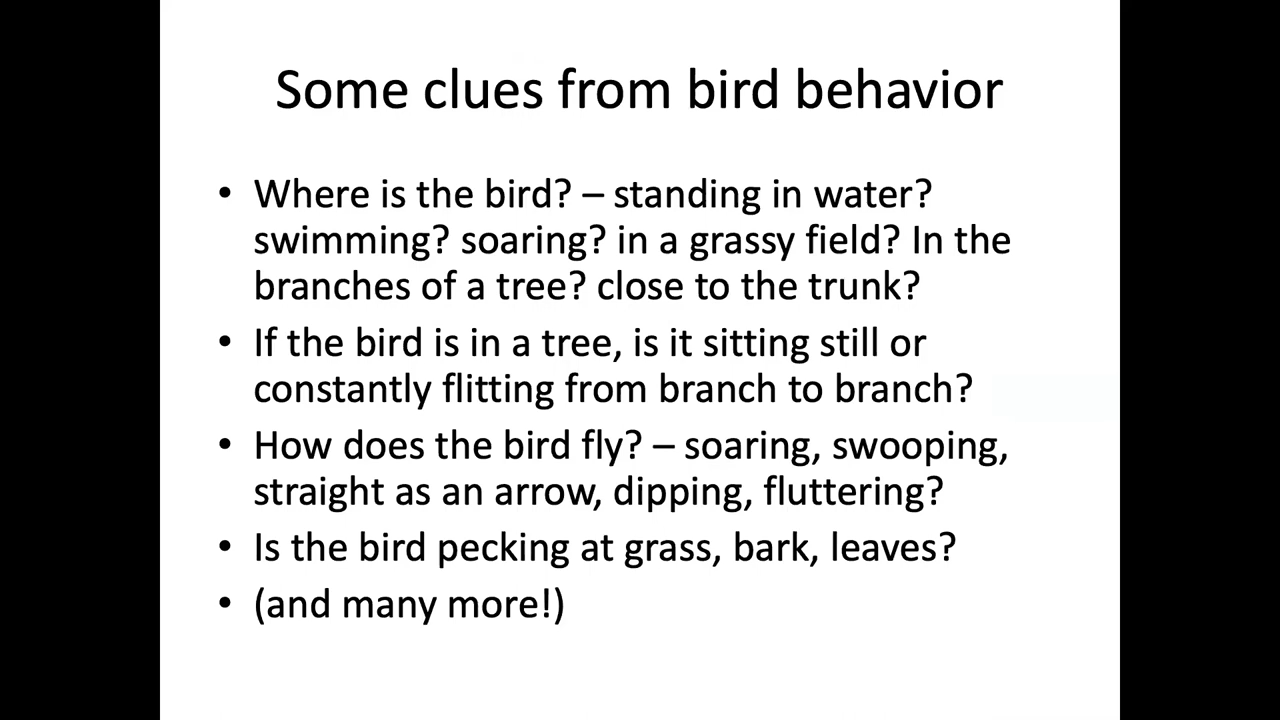 Some clues from bird behavior
• Where is the bird? – standing in water?
swimming? soaring? in a grassy field? In the
branches of a tree? close to the trunk?
• If the bird is in a tree, is it sitting still or
constantly flitting from branch to branch?
• How does the bird fly? – soaring, swooping,
straight as an arrow, dipping, fluttering?
• Is the bird pecking at grass, bark, leaves?
• (and many more!)